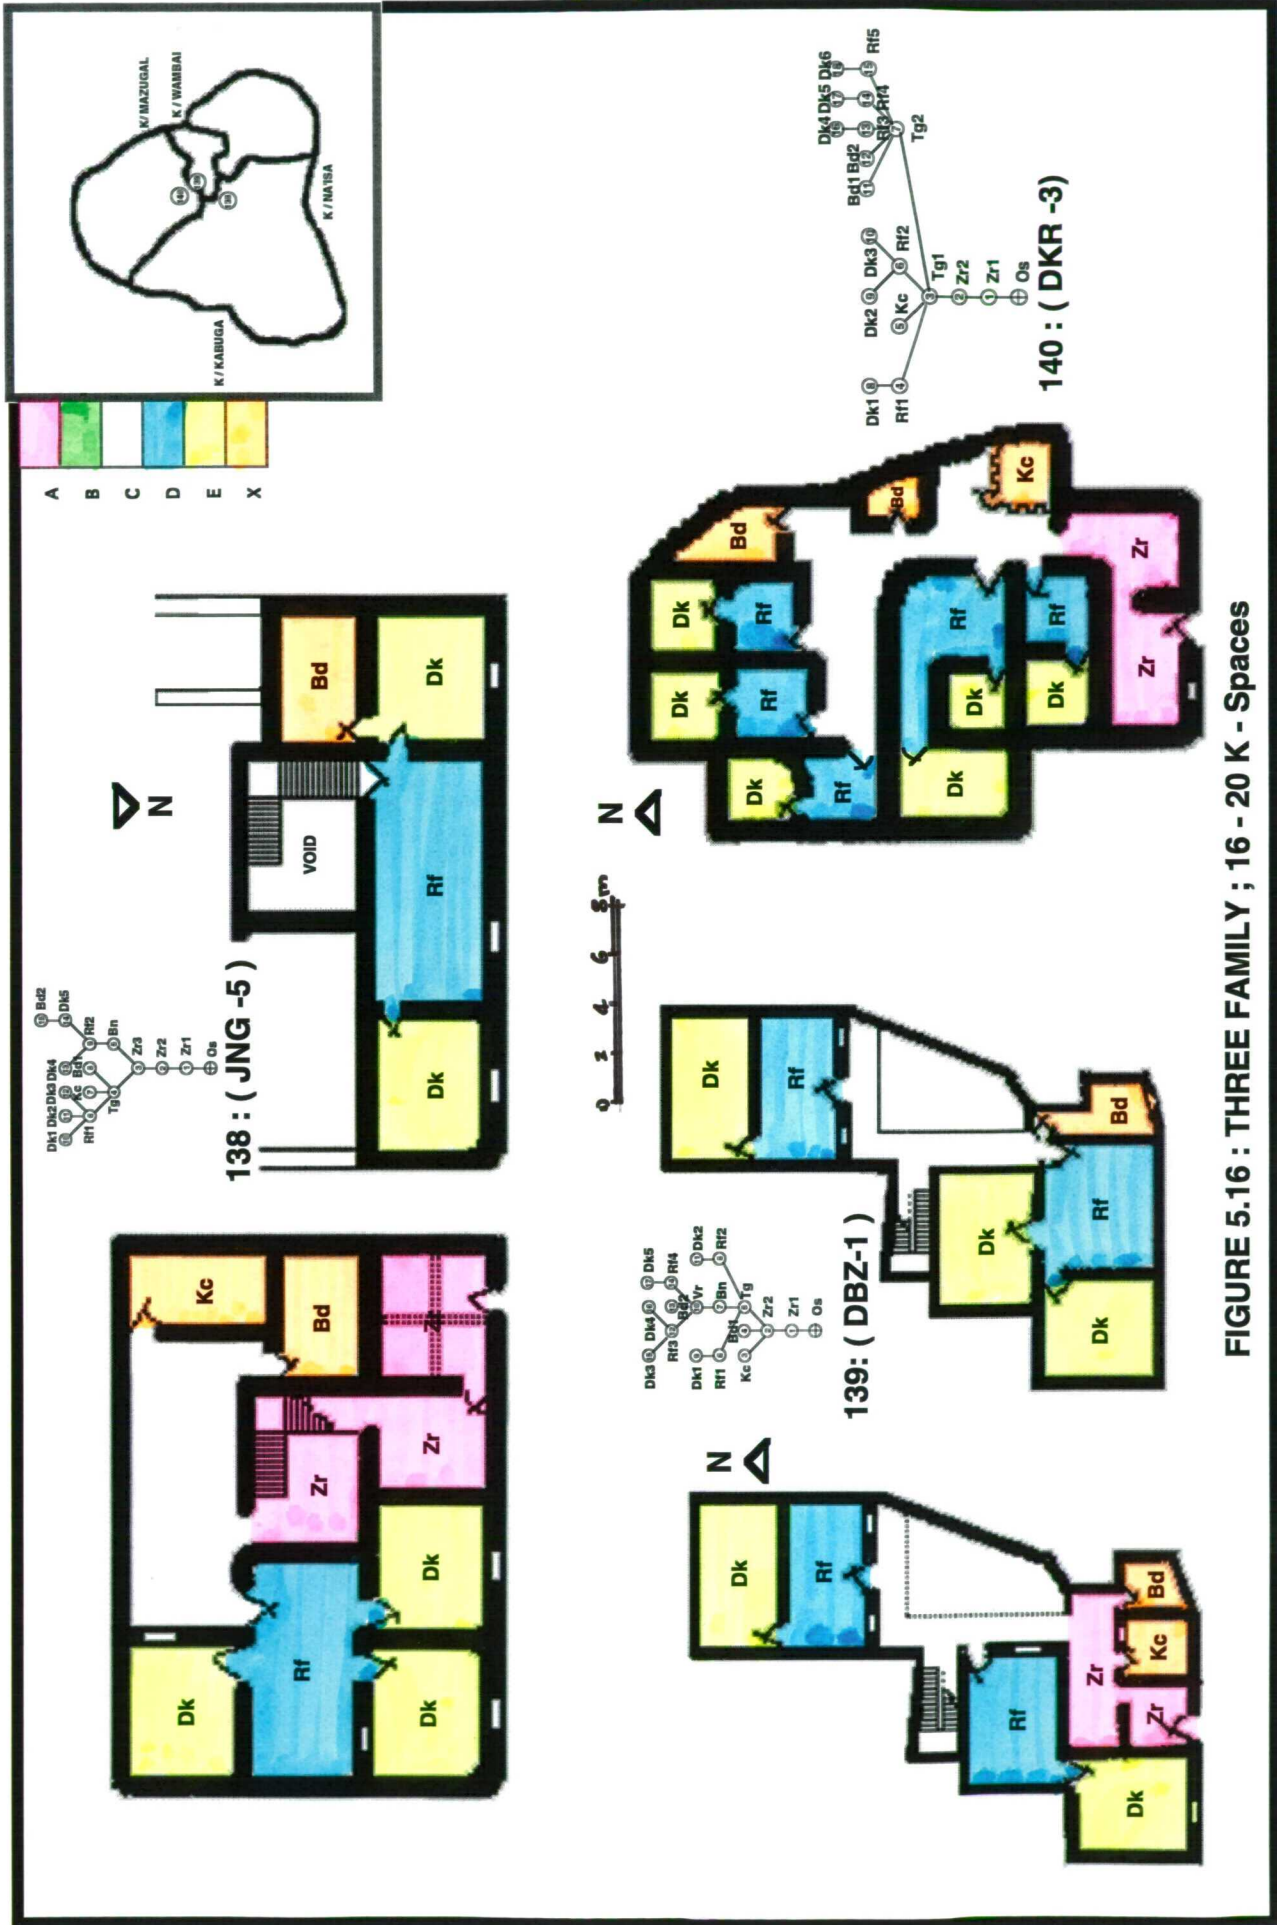 K/MAZUGAL
K / WAMBAI
K / KABUGA
K / NA'ISA
140
139
138
A
B
C
D
E
X
Dk
Rf
Dk
Dk
Kc
Bd
Zr
Zr
Zr
Dk
Rf
VOID
Bd
Dk
N
Dk1 Dk2 Dk3 Dk4
Bd2
Dk5
Rf1
Kc
Bd1
Rf2
Tg
Bn
Zr3
Zr2
Zr1
Os
138 : ( JNG -5 )
0 2 4 6 8m
Dk
Rf
Rf
Dk
Zr
Zr
Kc
Bd
N
Dk
Rf
Dk
Dk
Rf
Bd
Dk3
Dk4
Dk5
Rf3
Bd2
Rf4
Dk1
Vr
Dk2
Rf1
Bn
Rf2
Kc
Bd1
Tg
Zr2
Zr1
Os
139: ( DBZ-1 )
N
Dk
Dk
Bd
Dk
Rf
Rf
Rf
Bd
Dk
Dk
Rf
Dk
Rf
Kc
Zr
Zr
Dk4 Dk5 Dk6
Bd1 Bd2
Rf3
Rf4
Rf5
Dk1
Dk2
Dk3
Tg2
Rf1
Kc
Rf2
Tg1
Zr2
Zr1
Os
140 : ( DKR -3)
FIGURE 5.16 : THREE FAMILY ; 16 - 20 K - Spaces